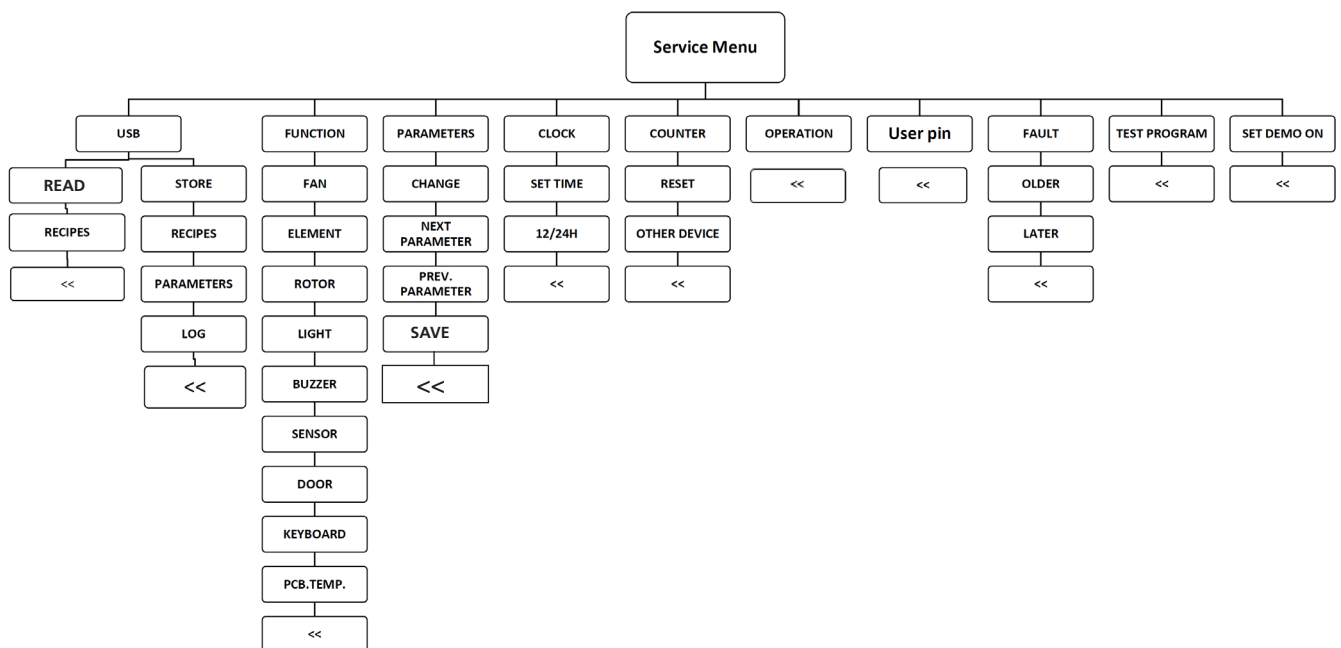 Service Menu
USB
FUNCTION
PARAMETERS
CLOCK
COUNTER
OPERATION
User pin
FAULT
TEST PROGRAM
SET DEMO ON
READ
RECIPES
<<
STORE
RECIPES
PARAMETERS
LOG
<<
FAN
ELEMENT
ROTOR
LIGHT
BUZZER
SENSOR
DOOR
KEYBOARD
PCB.TEMP.
<<
CHANGE
NEXT
PARAMETER
PREV.
PARAMETER
SAVE
<<
SET TIME
12/24H
<<
RESET
OTHER DEVICE
<<
<<
<<
OLDER
LATER
<<
<<
<<